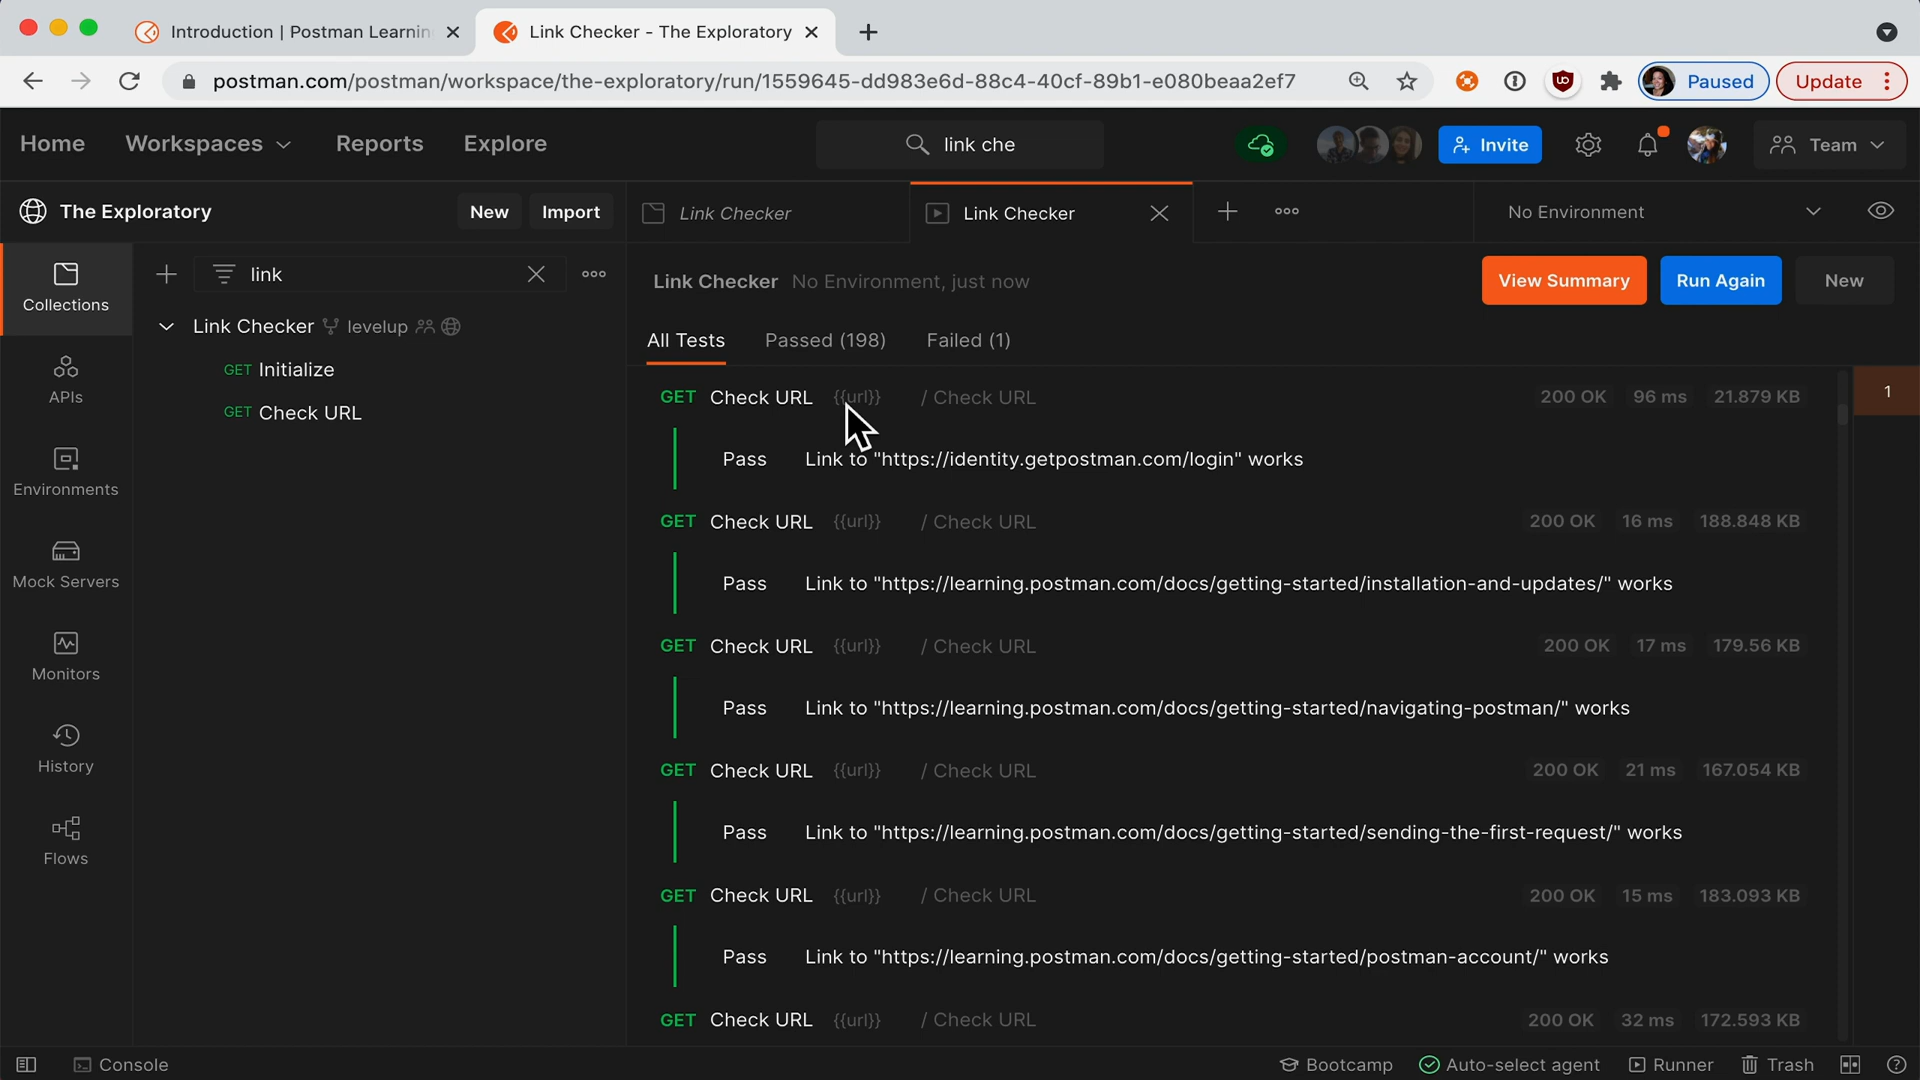 Introduction | Postman Learnin
Link Checker - The Exploratory
postman.com/postman/workspace/the-exploratory/run/1559645-dd983e6d-88c4-40cf-89b1-e080beaa2ef7
Paused
Update
Home
Workspaces
Reports
Explore
link che
Invite
Team
The Exploratory
New
Import
Link Checker
Link Checker
No Environment
Collections
link
Link Checker No Environment, just now
View Summary
Run Again
New
Link Checker levelup
GET Initialize
GET Check URL
All Tests
Passed (198)
Failed (1)
APIs
Environments
Mock Servers
Monitors
History
Flows
GET Check URL {{url}} / Check URL 200 OK 96 ms 21.879 KB
1
Pass Link to "https://identity.getpostman.com/login" works
GET Check URL {{url}} / Check URL 200 OK 16 ms 188.848 KB
Pass Link to "https://learning.postman.com/docs/getting-started/installation-and-updates/" works
GET Check URL {{url}} / Check URL 200 OK 17 ms 179.56 KB
Pass Link to "https://learning.postman.com/docs/getting-started/navigating-postman/" works
GET Check URL {{url}} / Check URL 200 OK 21 ms 167.054 KB
Pass Link to "https://learning.postman.com/docs/getting-started/sending-the-first-request/" works
GET Check URL {{url}} / Check URL 200 OK 15 ms 183.093 KB
Pass Link to "https://learning.postman.com/docs/getting-started/postman-account/" works
GET Check URL {{url}} / Check URL 200 OK 32 ms 172.593 KB
Console
Bootcamp
Auto-select agent
Runner
Trash